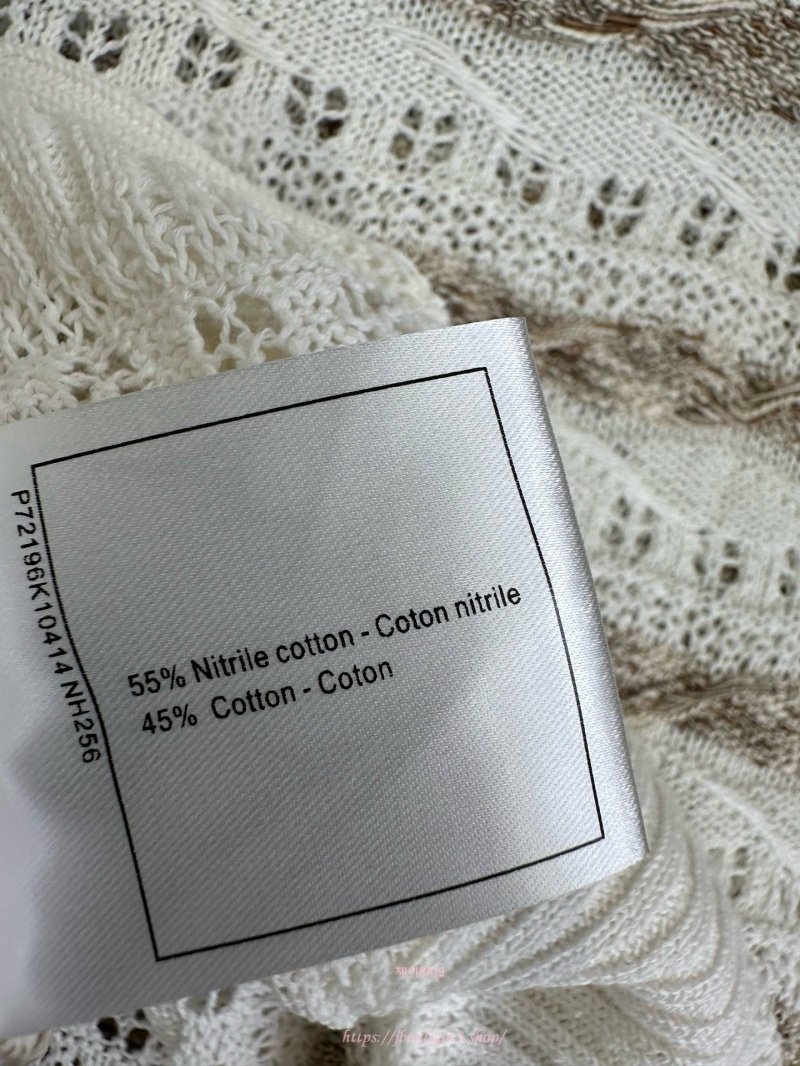 P72196K10414 NH256
55% Nitrile cotton - Coton nitrile
45% Cotton - Coton